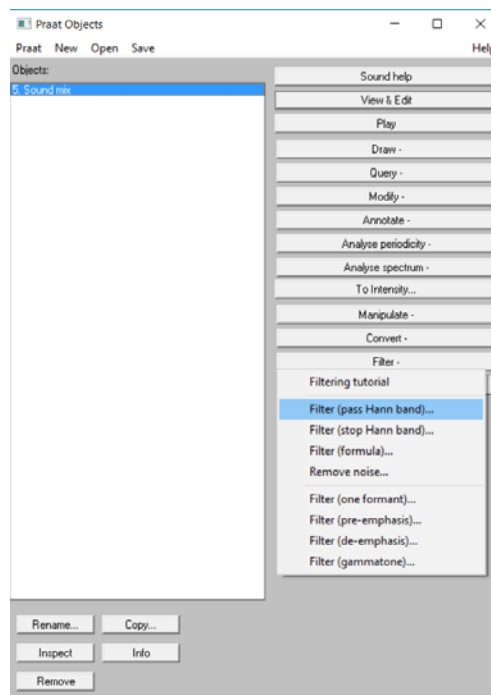 Praat Objects
Praat New Open Save Help
Objects:
5. Sound mix
Sound help
View & Edit
Play
Draw -
Query -
Modify -
Annotate -
Analyse periodicity -
Analyse spectrum -
To Intensity...
Manipulate -
Convert -
Filter -
Filtering tutorial
Filter (pass Hann band)...
Filter (stop Hann band)...
Filter (formula)...
Remove noise...
Filter (one formant)...
Filter (pre-emphasis)...
Filter (de-emphasis)...
Filter (gammatone)...
Rename... Copy...
Inspect Info
Remove